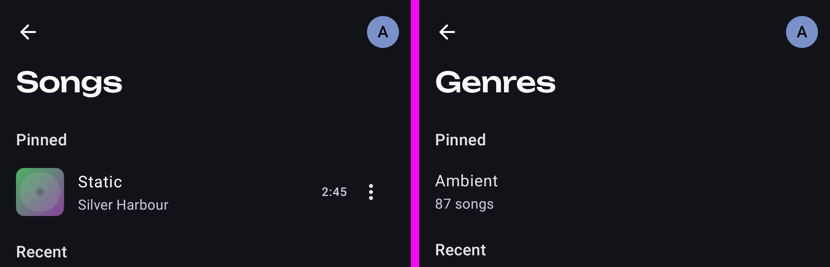 A
Songs
Pinned
Static
Silver Harbour
2:45
Recent
A
Genres
Pinned
Ambient
87 songs
Recent